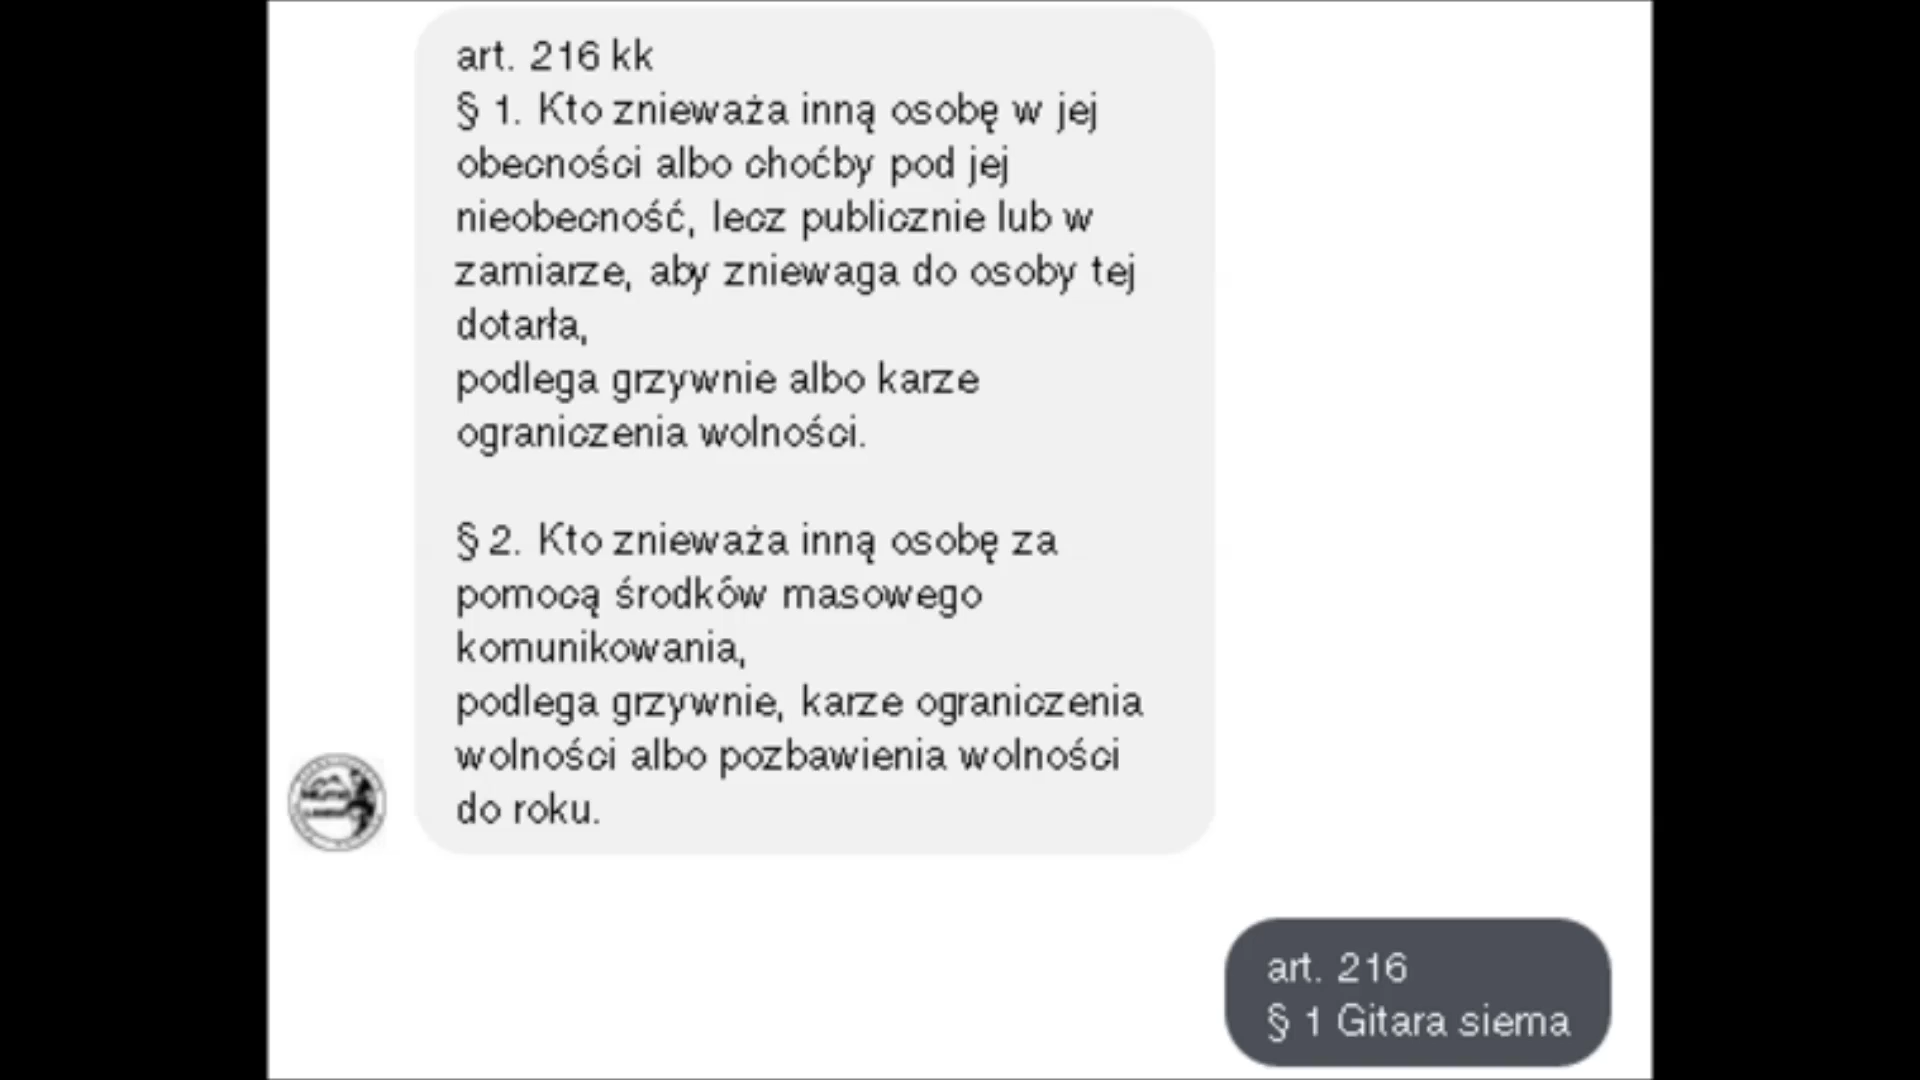 art. 216 kk
§ 1. Kto znieważa inną osobę w jej
obecności albo choćby pod jej
nieobecność, lecz publicznie lub w
zamiarze, aby zniewaga do osoby tej
dotarła,
podlega grzywnie albo karze
ograniczenia wolności.
§ 2. Kto znieważa inną osobę za
pomocą środków masowego
komunikowania,
podlega grzywnie, karze ograniczenia
wolności albo pozbawienia wolności
do roku.
art. 216
§ 1 Gitara siema